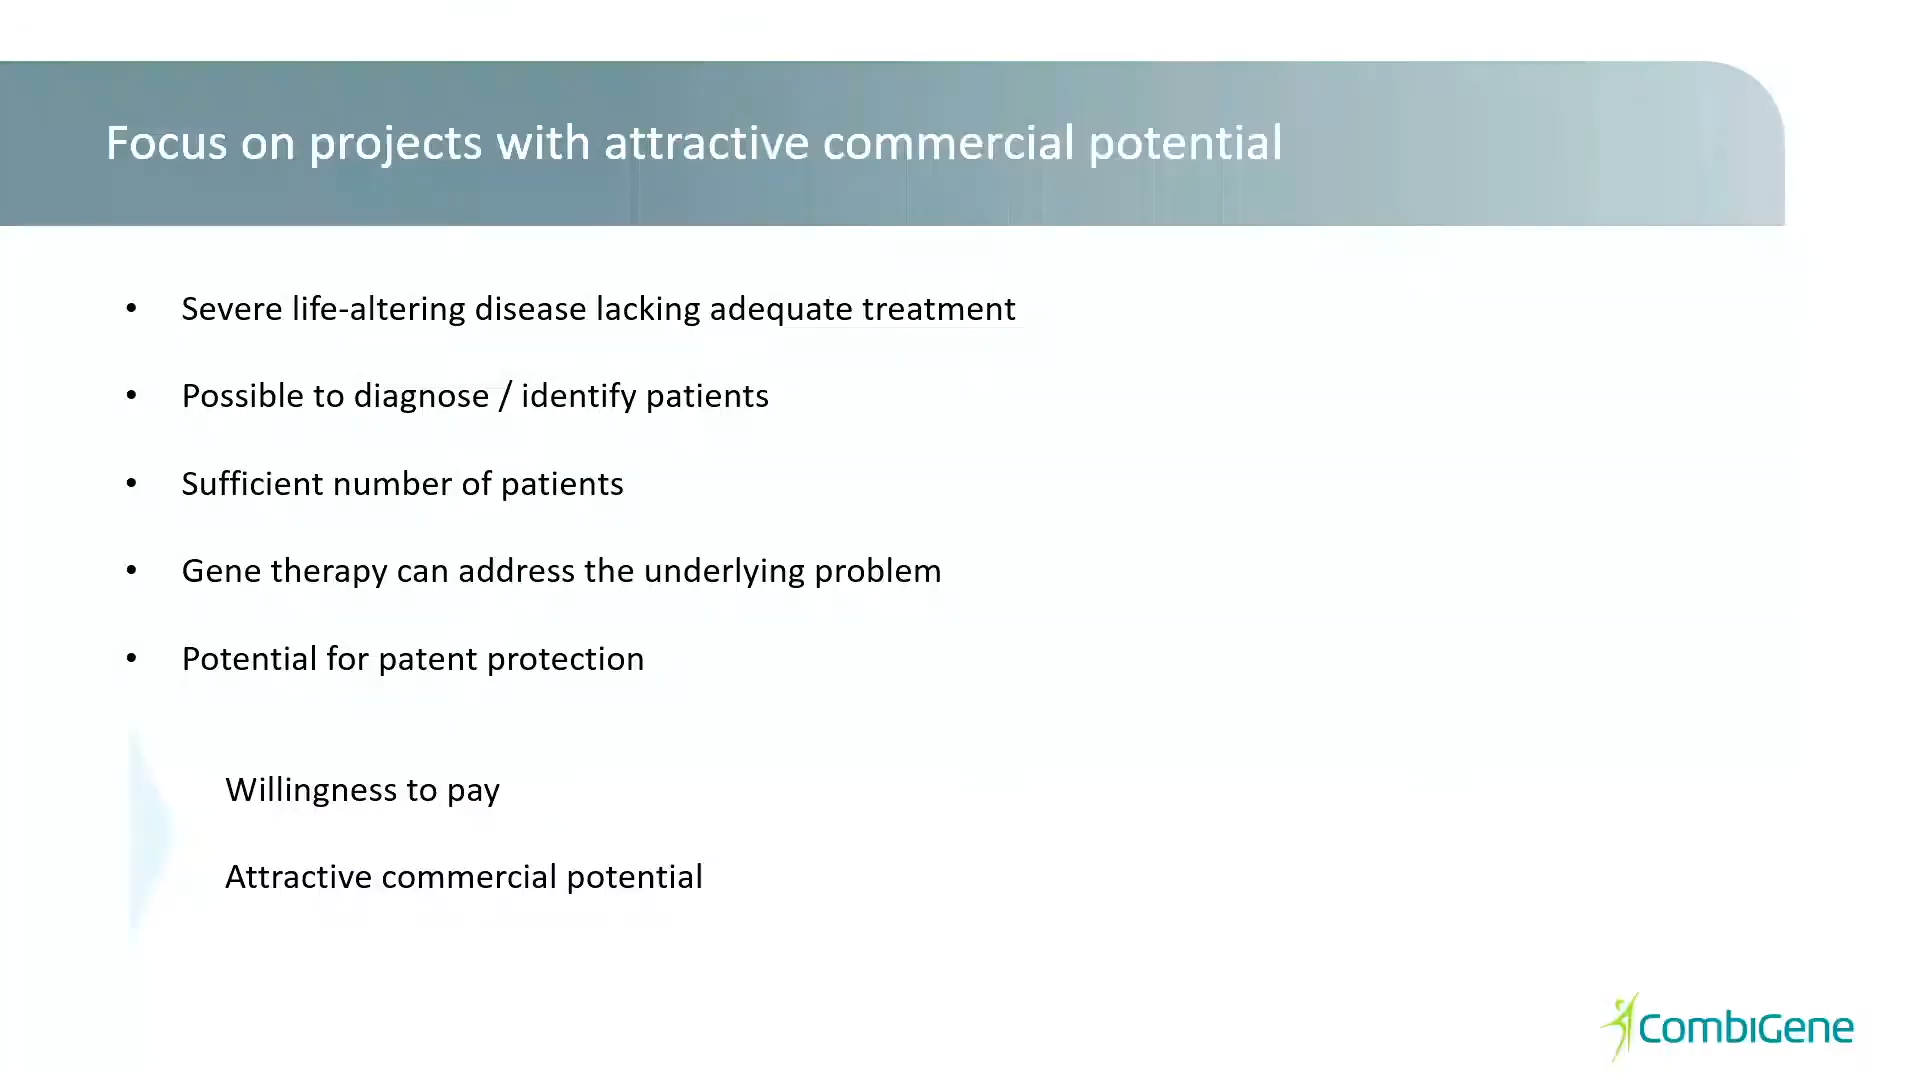 Focus on projects with attractive commercial potential
• Severe life-altering disease lacking adequate treatment
• Possible to diagnose / identify patients
• Sufficient number of patients
• Gene therapy can address the underlying problem
• Potential for patent protection
Willingness to pay
Attractive commercial potential
CombiGene